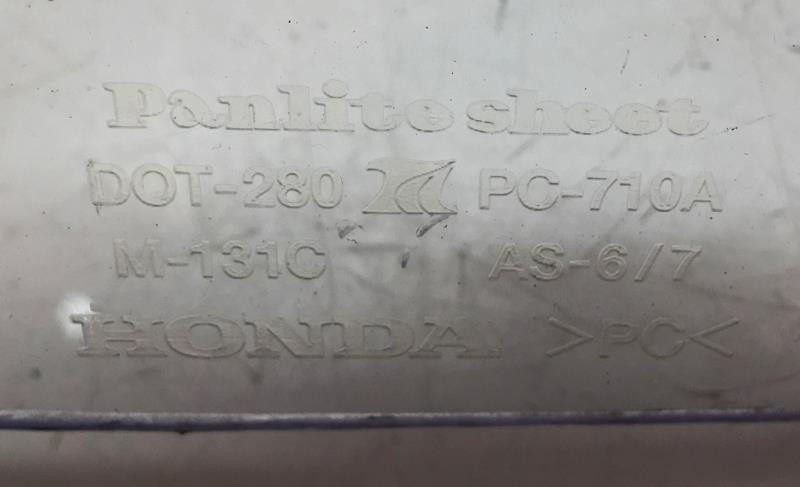 Panlite sheet
DOT-280 PC-710A
M-131C AS-6/7
HONDA >PC<